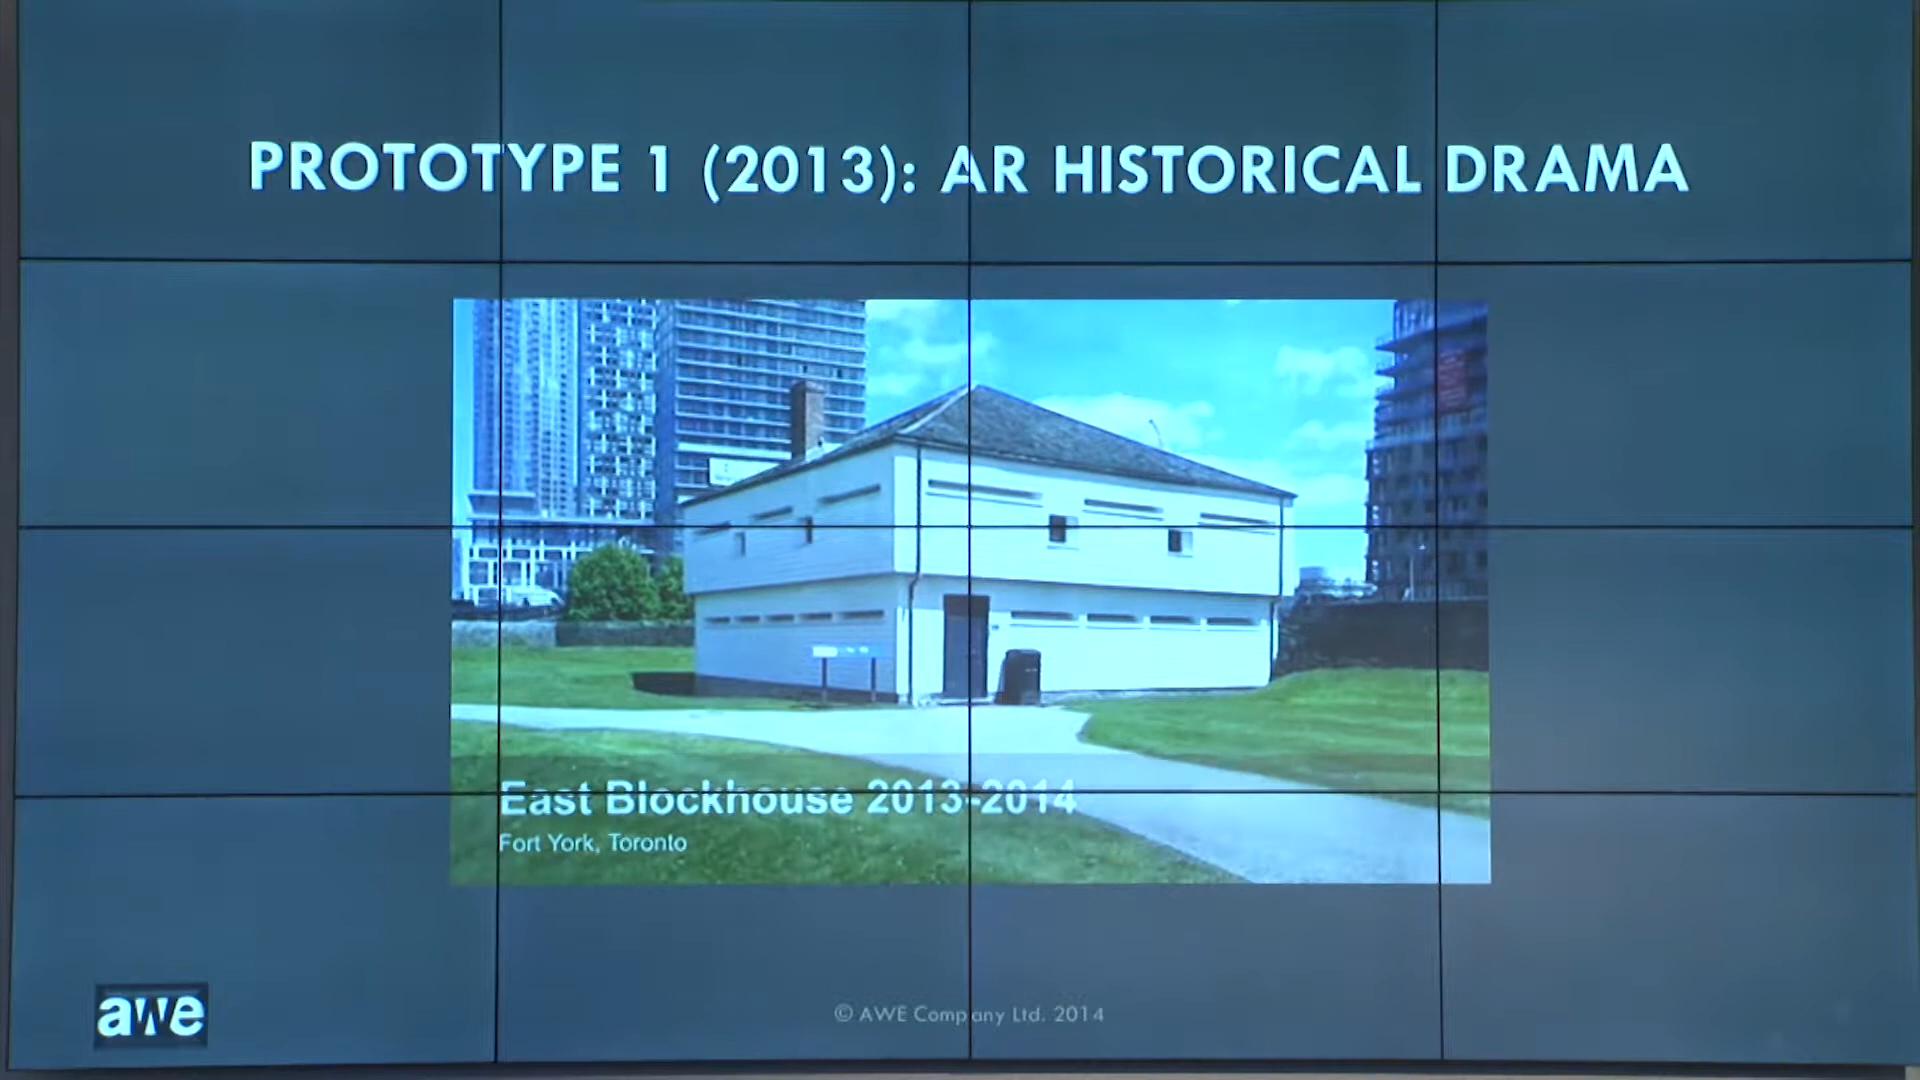 PROTOTYPE 1 (2013): AR HISTORICAL DRAMA
East Blockhouse 2013-2014
Fort York, Toronto
awe
© AWE Company Ltd. 2014